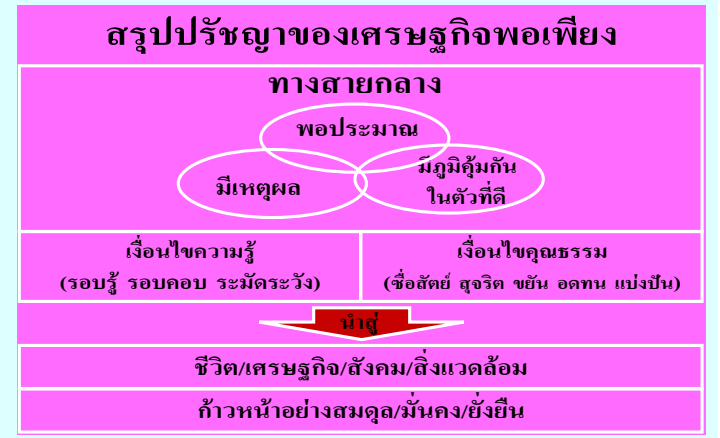 สรุปปรัชญาของเศรษฐกิจพอเพียง
ทางสายกลาง
พอประมาณ
มีเหตุผล
มีภูมิคุ้มกัน
ในตัวที่ดี
เงื่อนไขความรู้
(รอบรู้ รอบคอบ ระมัดระวัง)
เงื่อนไขคุณธรรม
(ซื่อสัตย์ สุจริต ขยัน อดทน แบ่งปัน)
นำสู่
ชีวิต/เศรษฐกิจ/สังคม/สิ่งแวดล้อม
ก้าวหน้าอย่างสมดุล/มั่นคง/ยั่งยืน